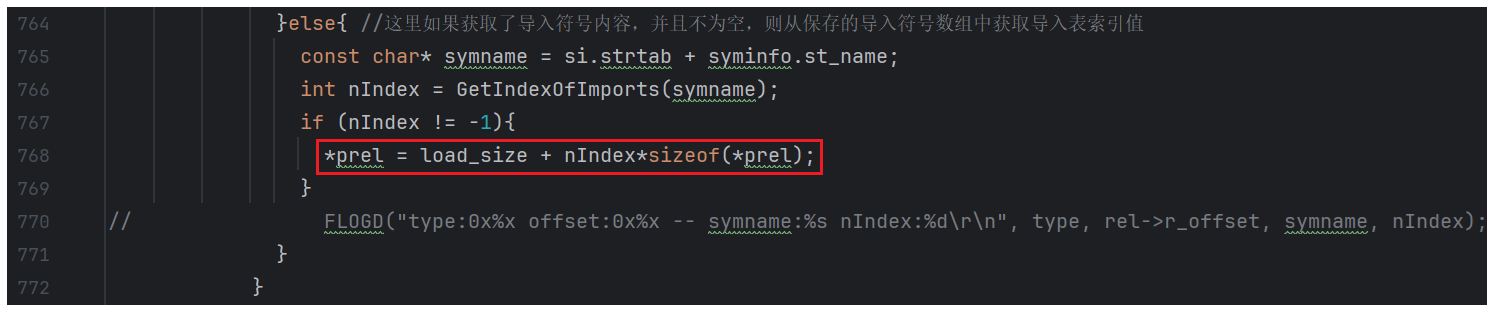 764 }else{ //这里如果获取了导入符号内容，并且不为空，则从保存的导入符号数组中获取导入表索引值
765 const char* symname = si.strtab + syminfo.st_name;
766 int nIndex = GetIndexOfImports(symname);
767 if (nIndex != -1){
768 *prel = load_size + nIndex*sizeof(*prel);
769 }
770 // FLOGD("type:0x%x offset:0x%x -- symname:%s nIndex:%d\r\n", type, rel->r_offset, symname, nIndex);
771 }
772 }